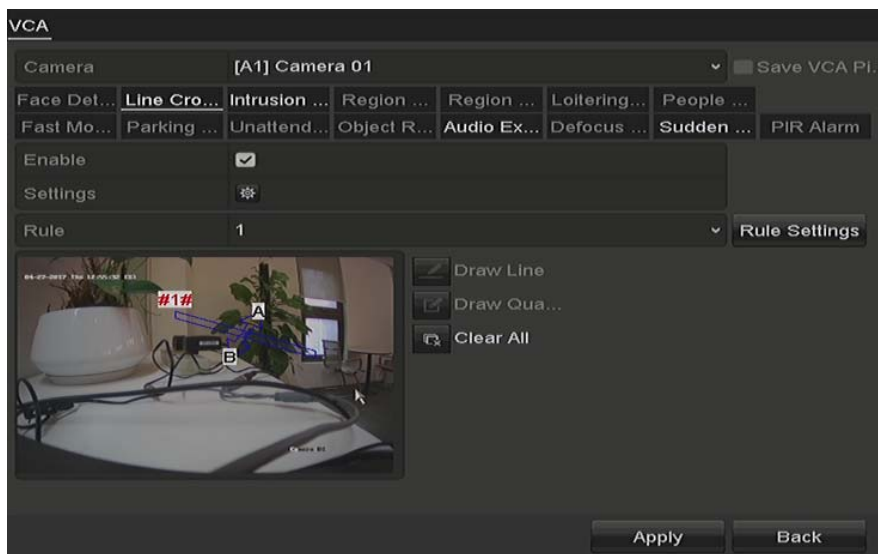 VCA
Camera [A1] Camera 01 Save VCA Pi.
Face Det... Line Cro... Intrusion ... Region ... Region ... Loitering... People ...
Fast Mo... Parking ... Unattend... Object R... Audio Ex... Defocus ... Sudden ... PIR Alarm
Enable
Settings
Rule 1 Rule Settings
#1#
A
B
Camera 01
Draw Line
Draw Qua...
Clear All
Apply Back